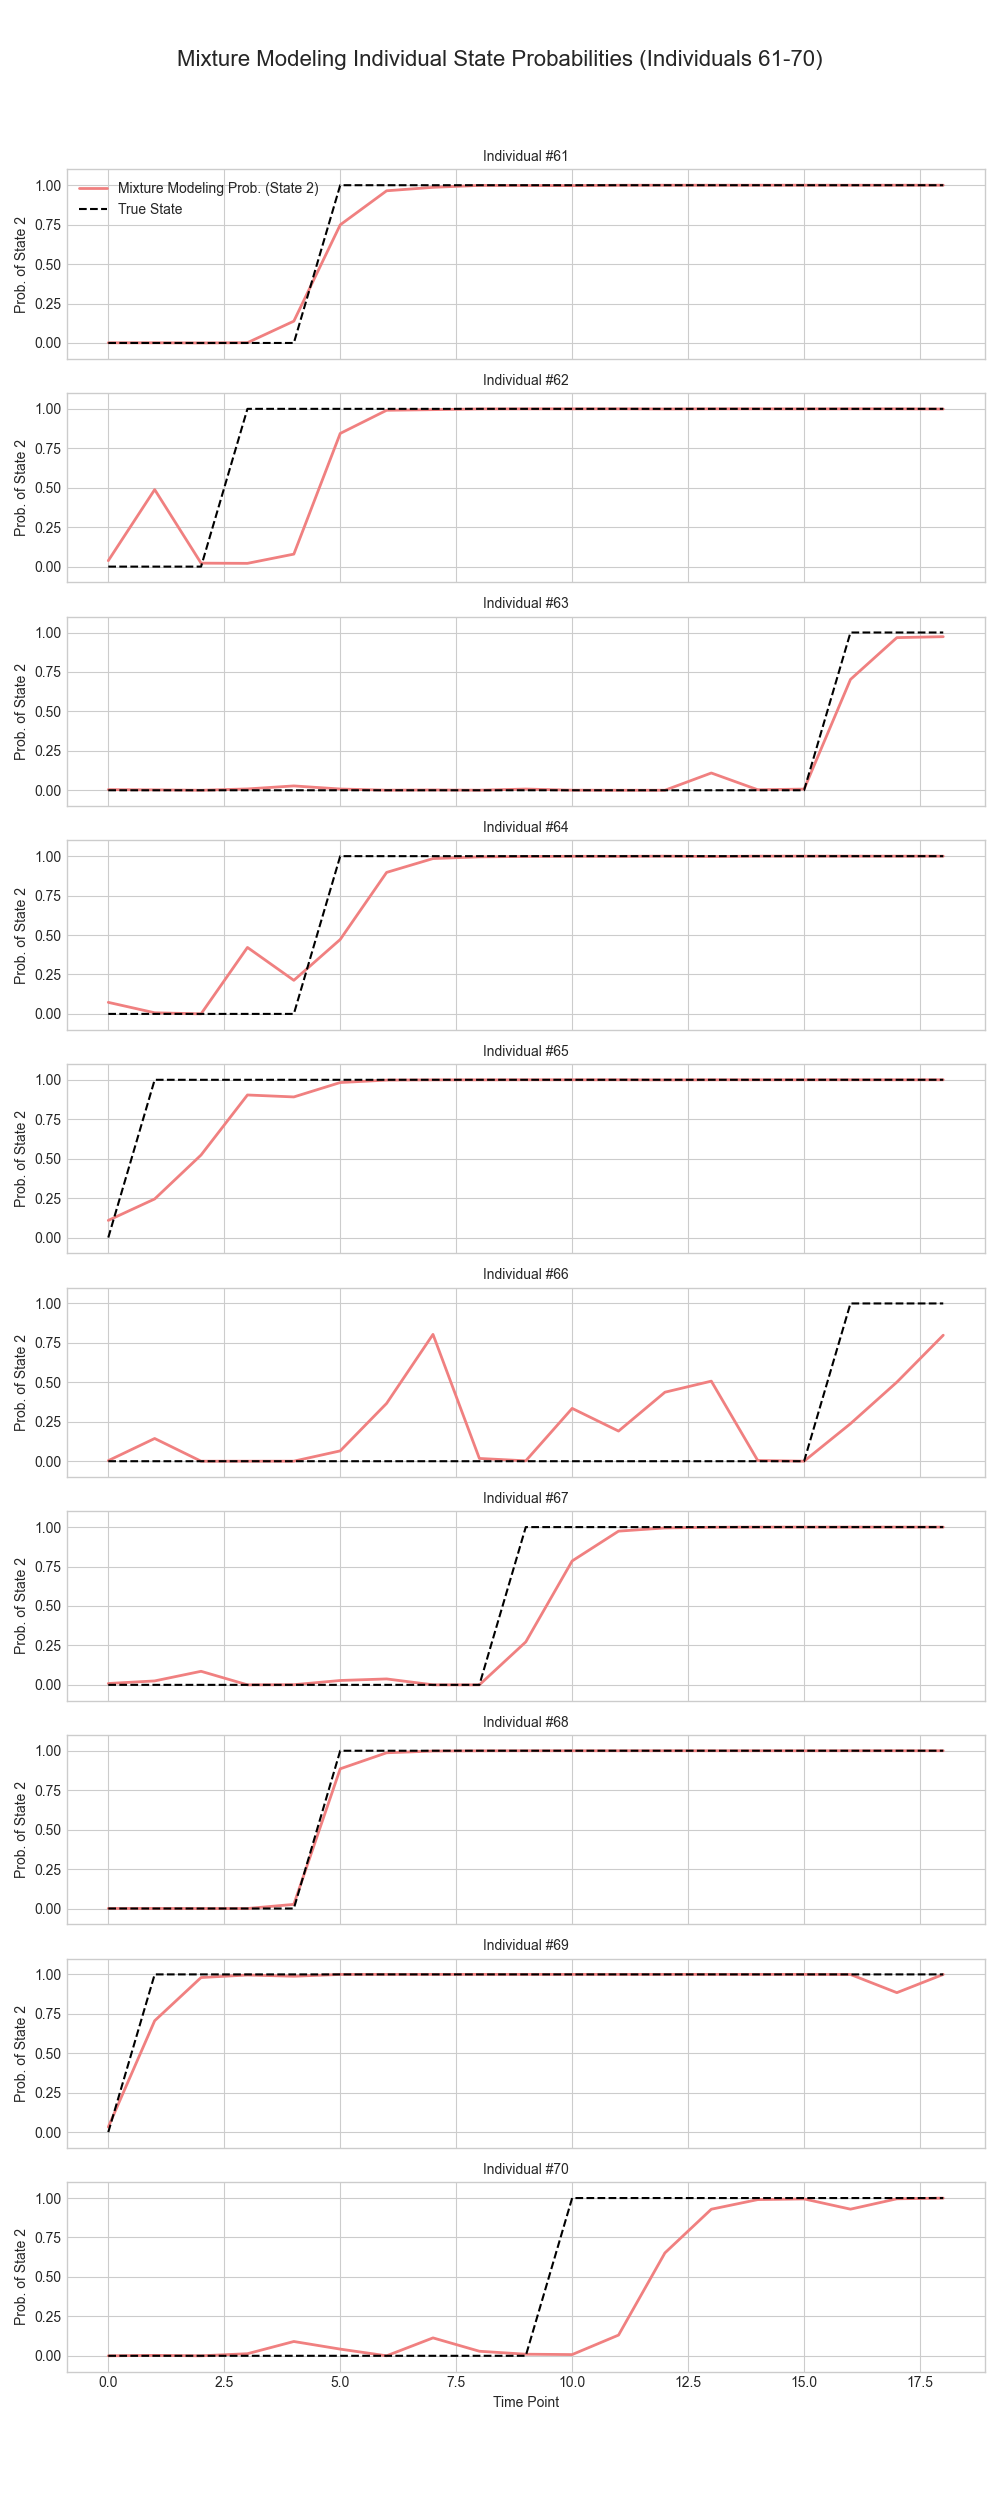 Mixture Modeling Individual State Probabilities (Individuals 61-70)
Individual #61
Mixture Modeling Prob. (State 2)
True State
Prob. of State 2
1.00
0.75
0.50
0.25
0.00
Individual #62
Prob. of State 2
1.00
0.75
0.50
0.25
0.00
Individual #63
Prob. of State 2
1.00
0.75
0.50
0.25
0.00
Individual #64
Prob. of State 2
1.00
0.75
0.50
0.25
0.00
Individual #65
Prob. of State 2
1.00
0.75
0.50
0.25
0.00
Individual #66
Prob. of State 2
1.00
0.75
0.50
0.25
0.00
Individual #67
Prob. of State 2
1.00
0.75
0.50
0.25
0.00
Individual #68
Prob. of State 2
1.00
0.75
0.50
0.25
0.00
Individual #69
Prob. of State 2
1.00
0.75
0.50
0.25
0.00
Individual #70
Prob. of State 2
1.00
0.75
0.50
0.25
0.00
0.0 2.5 5.0 7.5 10.0 12.5 15.0 17.5
Time Point